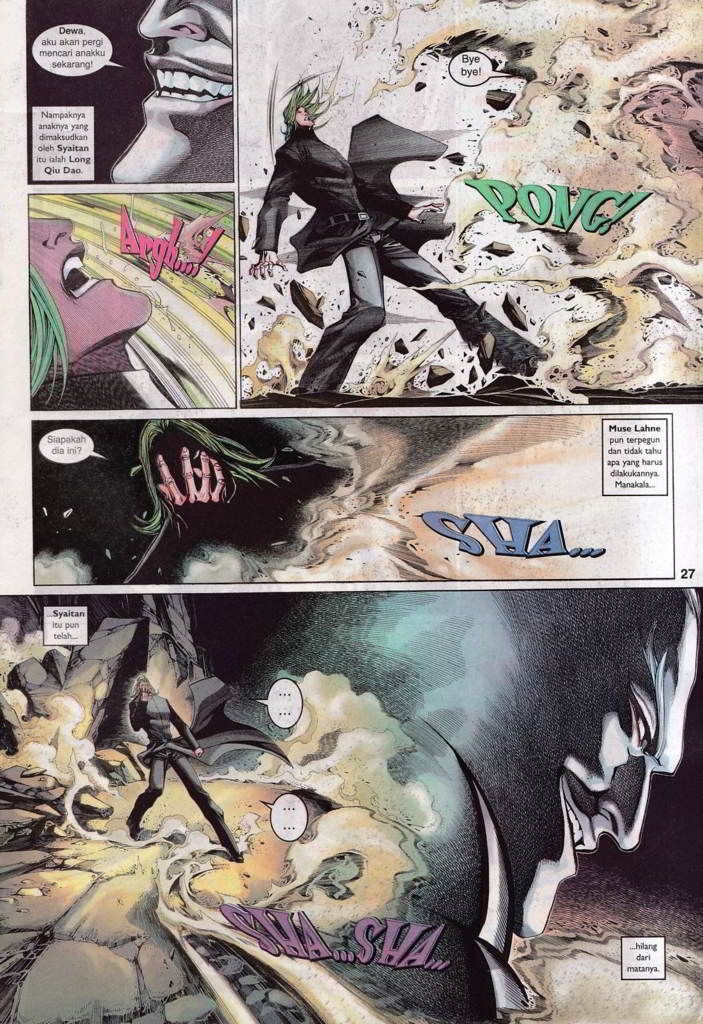 Dewa,
aku akan pergi
mencari anakku
sekarang!
Nampaknya
anaknya yang
dimaksudkan
oleh Syaitan
itu ialah Long
Qiu Dao.
Bye
bye!
PONG!
Argh....!
Siapakah
dia ini?
Muse Lahne
pun terpegun
dan tidak tahu
apa yang harus
dilakukannya.
Manakala...
SHA...
27
...Syaitan
itu pun
telah...
...
...
...
...
SHA...SHA...
...hilang
dari
matanya.